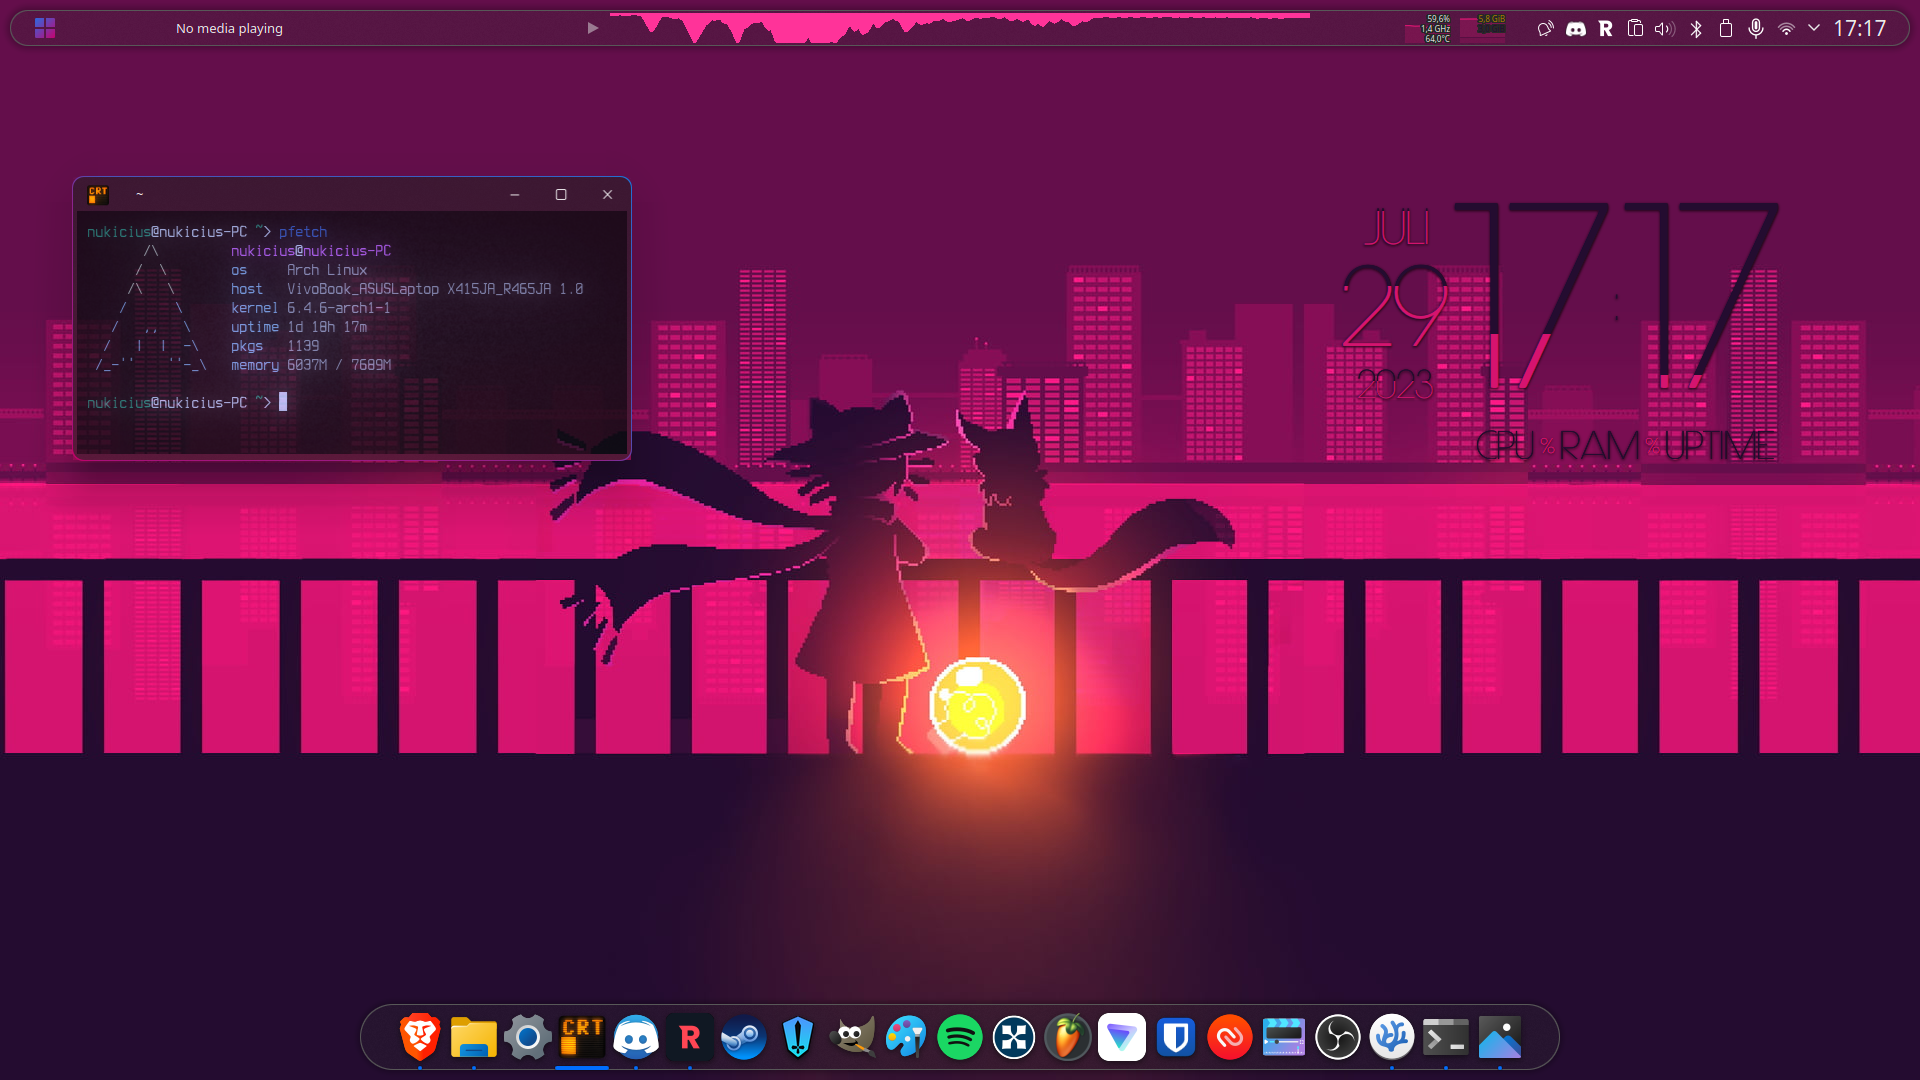 No media playing
59,6%
1,4 GHz
64,0°C
5,8 GiB
R
17:17
CRT
~
nukicius@nukicius-PC ~> pfetch
nukicius@nukicius-PC
os Arch Linux
host VivoBook_ASUSLaptop X415JA_R465JA 1.0
kernel 6.4.6-arch1-1
uptime 1d 18h 17m
pkgs 1139
memory 6037M / 7689M
nukicius@nukicius-PC ~>
JULI
29
2023
17:17
CPU % RAM % UPTIME
CRT
R